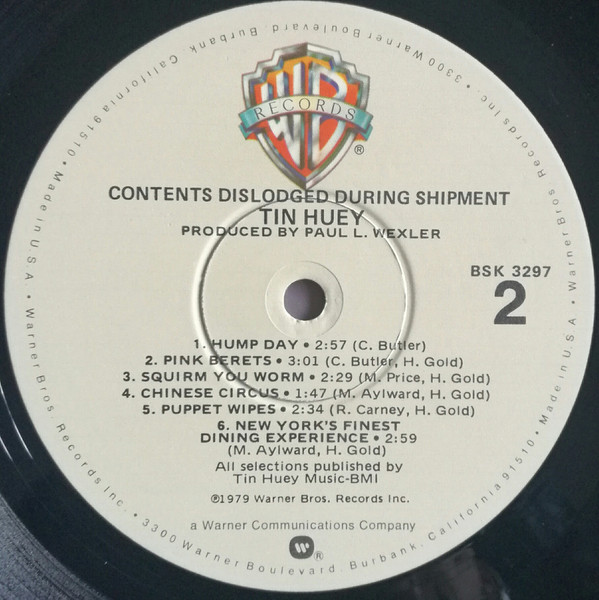 WB
RECORDS
®
CONTENTS DISLODGED DURING SHIPMENT
TIN HUEY
PRODUCED BY PAUL L. WEXLER
BSK 3297
2
1. HUMP DAY • 2:57 (C. Butler)
2. PINK BERETS • 3:01 (C. Butler, H. Gold)
3. SQUIRM YOU WORM • 2:29 (M. Price, H. Gold)
4. CHINESE CIRCUS • 1:47 (M. Aylward, H. Gold)
5. PUPPET WIPES • 2:34 (R. Carney, H. Gold)
6. NEW YORK'S FINEST
DINING EXPERIENCE • 2:59
(M. Aylward, H. Gold)
All selections published by
Tin Huey Music-BMI
℗1979 Warner Bros. Records Inc.
a Warner Communications Company
®
Made in U.S.A. • Warner Bros. Records Inc. • 3300 Warner Boulevard, Burbank, California 91510 • Made in U.S.A. • Warner Bros. Records Inc. • 3300 Warner Boulevard, Burbank, California 91510 •